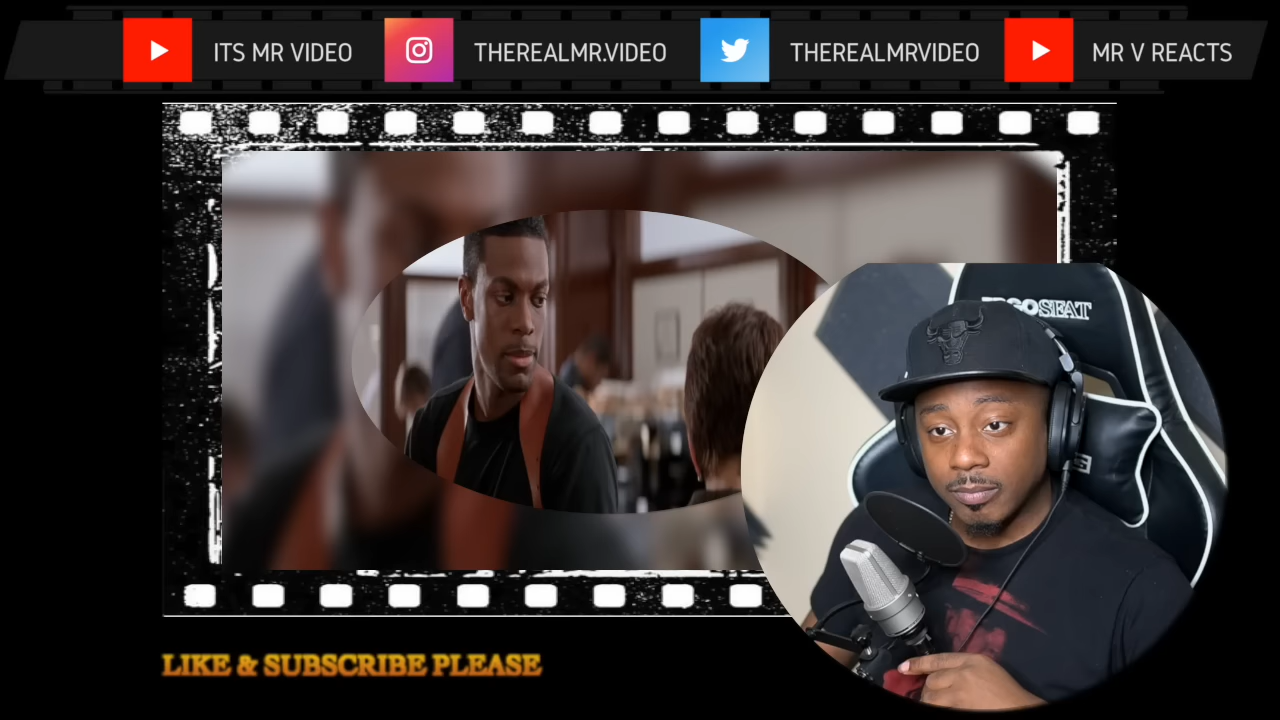 ITS MR VIDEO
THEREALMR.VIDEO
THEREALMRVIDEO
MR V REACTS
LIKE & SUBSCRIBE PLEASE